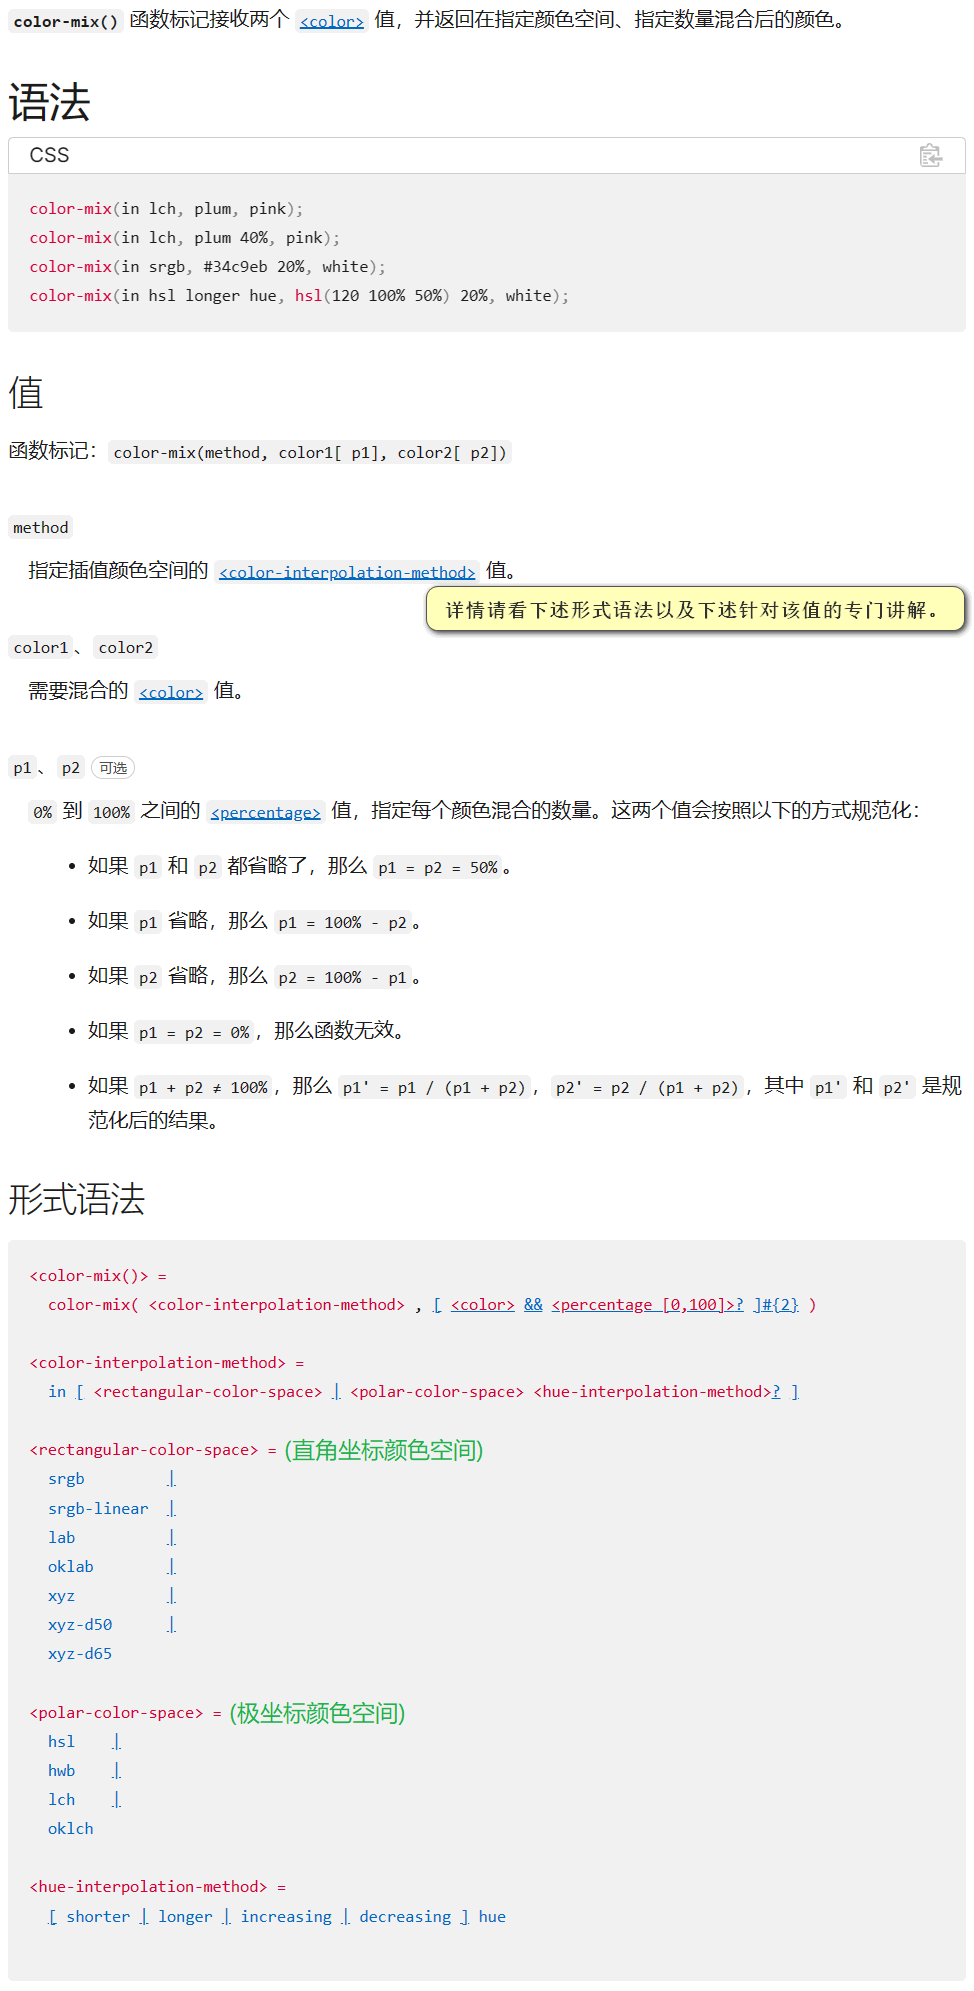 color-mix() 函数标记接收两个 <color> 值，并返回在指定颜色空间、指定数量混合后的颜色。
语法
CSS
color-mix(in lch, plum, pink);
color-mix(in lch, plum 40%, pink);
color-mix(in srgb, #34c9eb 20%, white);
color-mix(in hsl longer hue, hsl(120 100% 50%) 20%, white);
值
函数标记：color-mix(method, color1[ p1], color2[ p2])
method
指定插值颜色空间的 <color-interpolation-method> 值。
详情请看下述形式语法以及下述针对该值的专门讲解。
color1、color2
需要混合的 <color> 值。
p1、p2 可选
0% 到 100% 之间的 <percentage> 值，指定每个颜色混合的数量。这两个值会按照以下的方式规范化：
• 如果 p1 和 p2 都省略了，那么 p1 = p2 = 50%。
• 如果 p1 省略，那么 p1 = 100% - p2。
• 如果 p2 省略，那么 p2 = 100% - p1。
• 如果 p1 = p2 = 0%，那么函数无效。
• 如果 p1 + p2 ≠ 100%，那么 p1' = p1 / (p1 + p2)，p2' = p2 / (p1 + p2)，其中 p1' 和 p2' 是规
范化后的结果。
形式语法
<color-mix()> =
color-mix( <color-interpolation-method> , [ <color> && <percentage [0,100]>? ]#{2} )
<color-interpolation-method> =
in [ <rectangular-color-space> | <polar-color-space> <hue-interpolation-method>? ]
<rectangular-color-space> = (直角坐标颜色空间)
srgb |
srgb-linear |
lab |
oklab |
xyz |
xyz-d50 |
xyz-d65
<polar-color-space> = (极坐标颜色空间)
hsl |
hwb |
lch |
oklch
<hue-interpolation-method> =
[ shorter | longer | increasing | decreasing ] hue